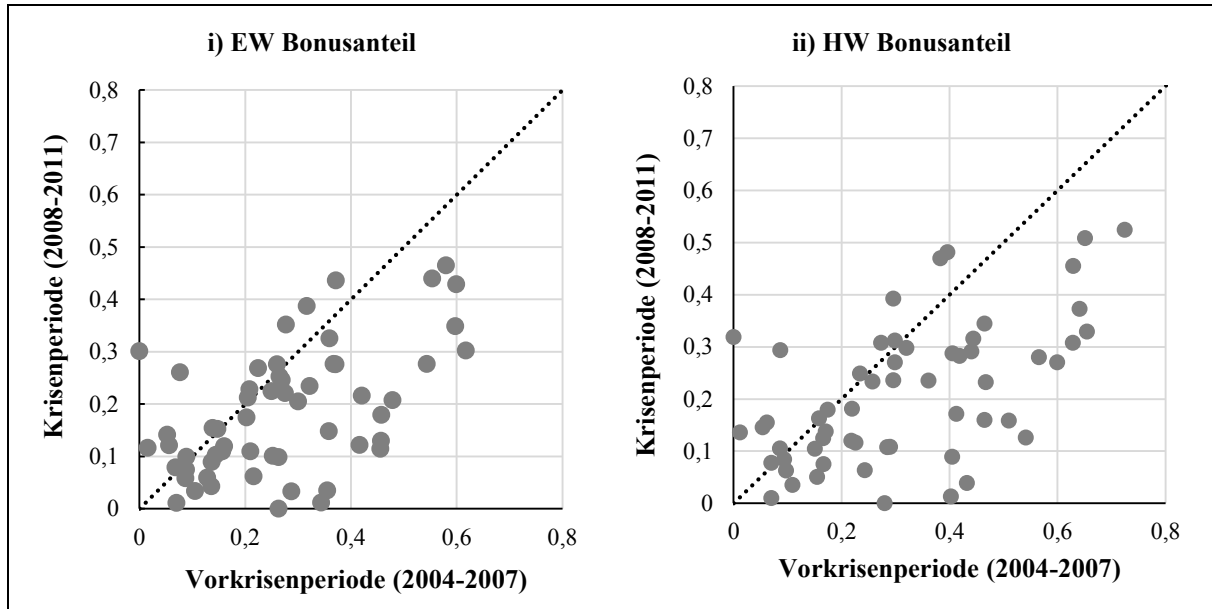 i) EW Bonusanteil
Krisenperiode (2008-2011)
0,8
0,7
0,6
0,5
0,4
0,3
0,2
0,1
0
0 0,2 0,4 0,6 0,8
Vorkrisenperiode (2004-2007)
ii) HW Bonusanteil
Krisenperiode (2008-2011)
0,8
0,7
0,6
0,5
0,4
0,3
0,2
0,1
0
0 0,2 0,4 0,6 0,8
Vorkrisenperiode (2004-2007)